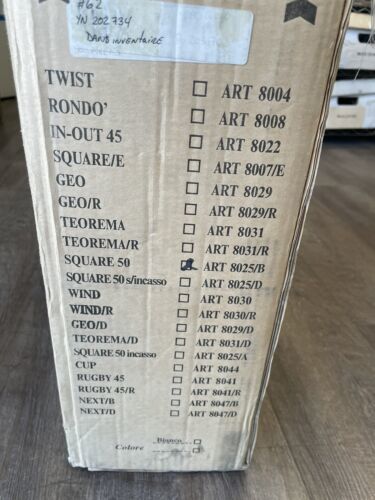 #62
YN 202734
DANS INVENTAIRE
TWIST ☐ ART 8004
RONDO' ☐ ART 8008
IN-OUT 45 ☐ ART 8022
SQUARE/E ☐ ART 8007/E
GEO ☐ ART 8029
GEO/R ☐ ART 8029/R
TEOREMA ☐ ART 8031
TEOREMA/R ☐ ART 8031/R
SQUARE 50 ☒ ART 8025/B
SQUARE 50 s/incasso ☐ ART 8025/D
WIND ☐ ART 8030
WIND/R ☐ ART 8030/R
GEO/D ☐ ART 8029/D
TEOREMA/D ☐ ART 8031/D
SQUARE 50 incasso ☐ ART 8025/A
CUP ☐ ART 8044
RUGBY 45 ☐ ART 8041
RUGBY 45/R ☐ ART 8041/R
NEXT/B ☐ ART 8047/B
NEXT/D ☐ ART 8047/D
Bianco ☐
Colore ☐